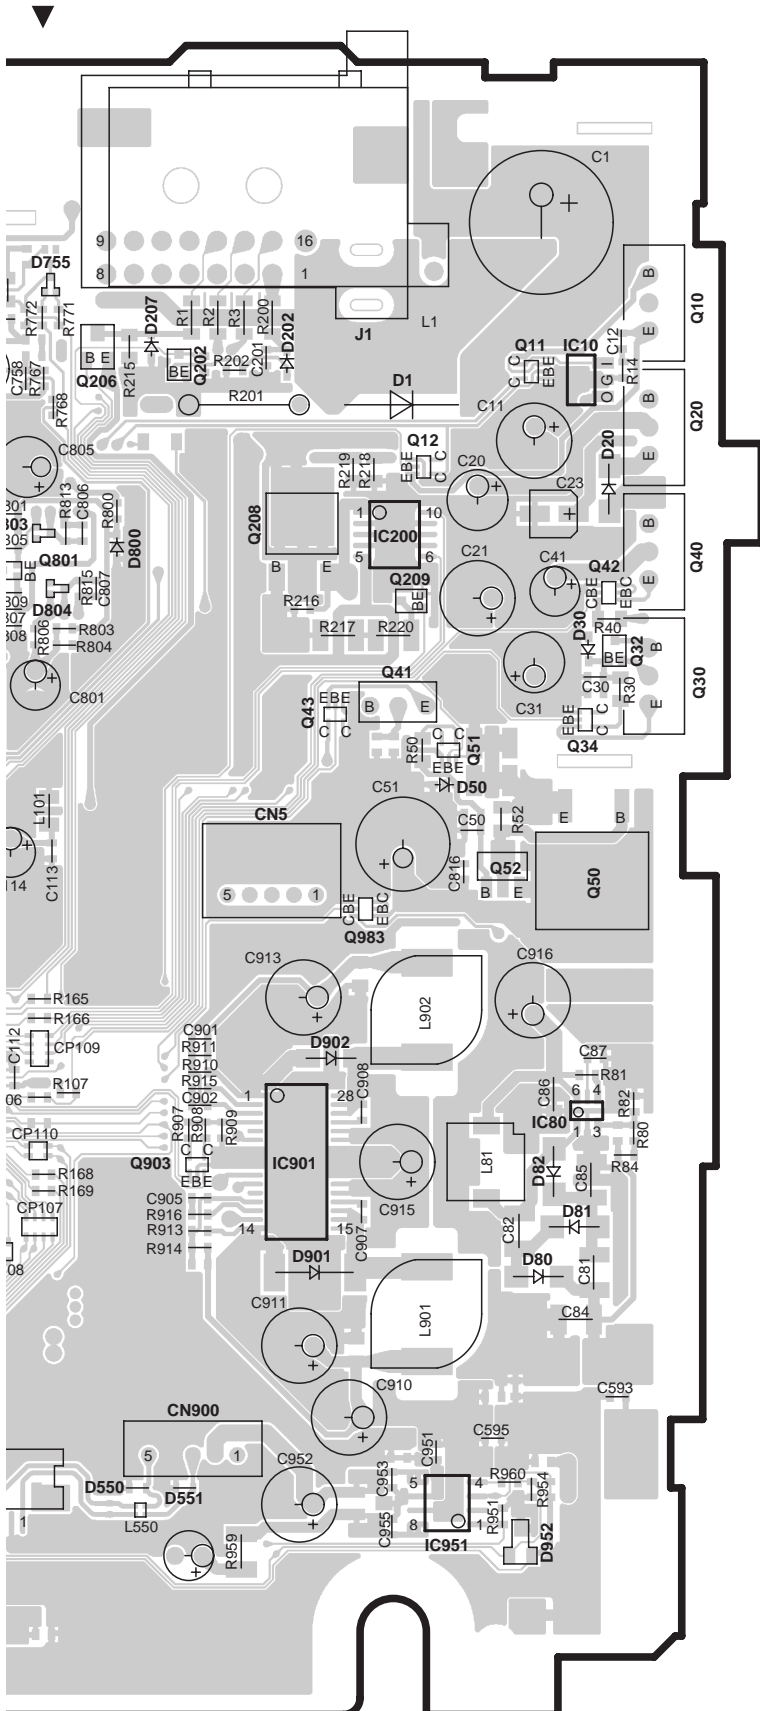 C1
9
16
8
1
J1
L1
D755
R772
R771
D207
R1
R2
R3
R200
D202
Q10
B
E
C12
Q11
IC10
C C
EBE
O G I
R14
B E
Q206
R215
BE
Q202
R202
C201
R201
D1
C11
C758
R767
R768
Q20
B
E
C805
R219
R218
Q12
EBE
C C
C20
D20
C23
801
R813
C806
R800
803
805
Q208
1
10
IC200
5
6
B
E
D800
Q801
BE
R815
C807
D804
809
807
808
R806
R803
R804
C801
R216
R217
R220
Q209
BE
C21
C41
Q42
CBE
EBC
Q40
B
E
D30
R40
BE
Q32
Q30
B
E
C30
R30
C31
EBE
C C
Q34
Q41
B
E
EBE
Q43
C C
R50
C C
Q51
EBE
D50
L101
C113
114
CN5
5
1
C51
C50
R52
C816
Q52
B E
E
B
Q50
CBE
EBC
Q983
C913
L902
C916
R165
R166
C112
CP109
R107
06
C901
R911
R910
R915
C902
D902
C908
1
28
IC901
14
15
R907
R908
R909
C C
Q903
EBE
C905
R916
R913
R914
C87
R81
6 4
C86
IC80
1 3
R82
R80
R84
CP110
R168
R169
CP107
08
C915
C907
L81
D82
C85
C82
D81
D80
C81
C84
D901
C911
L901
C910
C593
CN900
5
1
C952
C951
C595
C953
5
4
R960
R954
C955
8
1
R951
IC951
D952
D550
D551
L550
1
R959